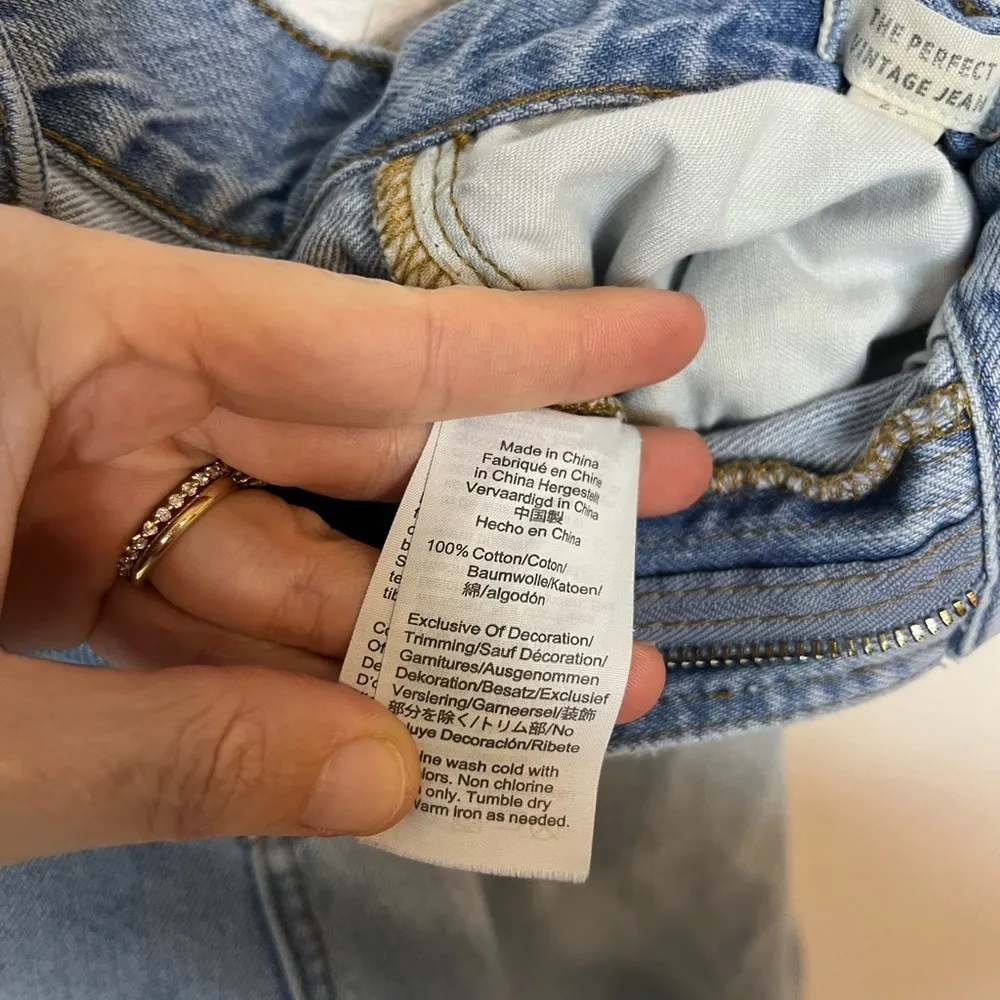 THE PERFECT
VINTAGE JEAN
Made in China
Fabriqué en Chine
in China Hergestellt
Vervaardigd in China
中国製
Hecho en China
100% Cotton/Coton/
Baumwolle/Katoen/
綿/algodón
Exclusive Of Decoration/
Trimming/Sauf Décoration/
Garnitures/Ausgenommen
Dekoration/Besatz/Exclusief
Versiering/Garneersel/装飾
部分を除く/トリム部/No
luye Decoración/Ribete
ine wash cold with
lors. Non chlorine
only. Tumble dry
Warm iron as needed.